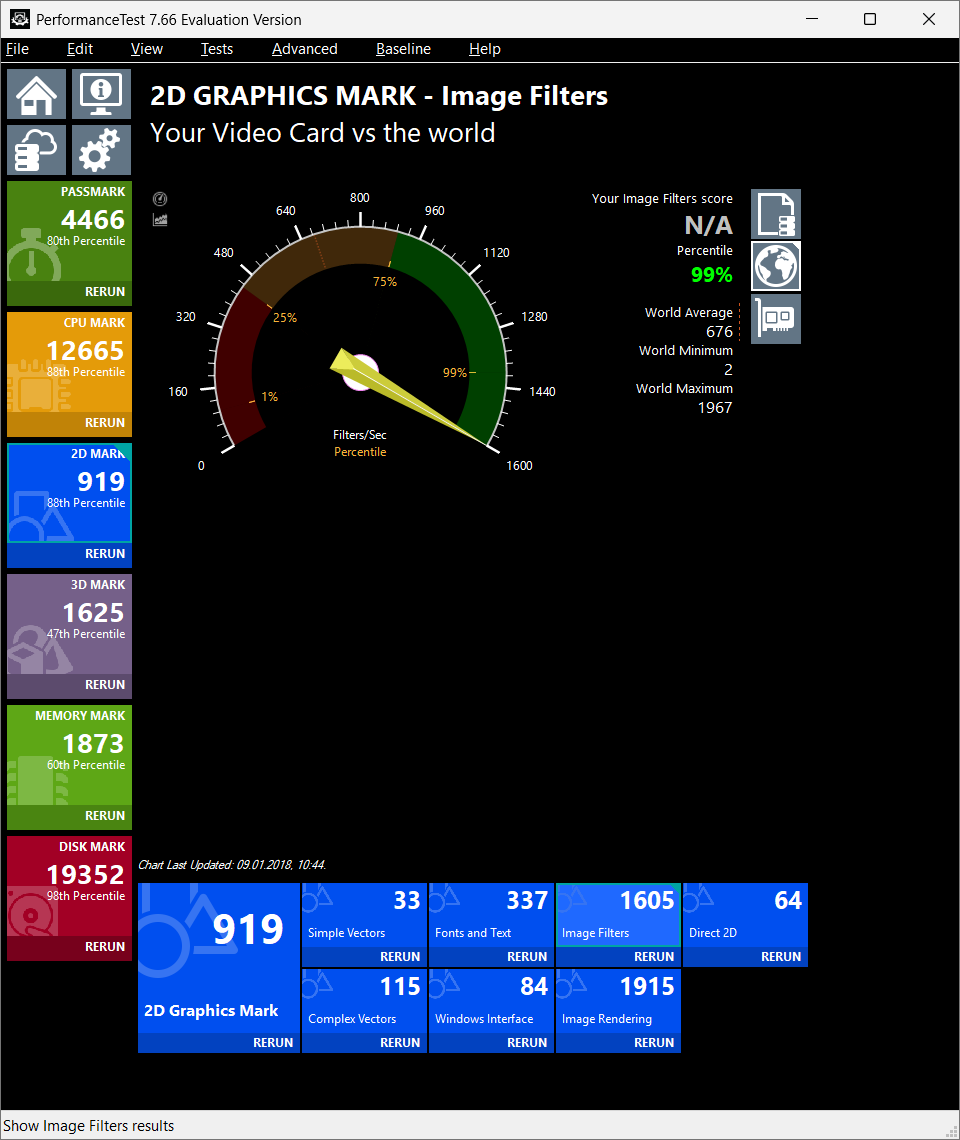 PerformanceTest 7.66 Evaluation Version
File Edit View Tests Advanced Baseline Help
2D GRAPHICS MARK - Image Filters
Your Video Card vs the world
PASSMARK
4466
80th Percentile
RERUN
CPU MARK
12665
88th Percentile
RERUN
2D MARK
919
88th Percentile
RERUN
3D MARK
1625
47th Percentile
RERUN
MEMORY MARK
1873
60th Percentile
RERUN
DISK MARK
19352
98th Percentile
RERUN
0
160
320
480
640
800
960
1120
1280
1440
1600
1%
25%
75%
99%
Filters/Sec
Percentile
Your Image Filters score
N/A
Percentile
99%
World Average
676
World Minimum
2
World Maximum
1967
Chart Last Updated: 09.01.2018, 10:44.
919
2D Graphics Mark
RERUN
33
Simple Vectors
RERUN
337
Fonts and Text
RERUN
1605
Image Filters
RERUN
64
Direct 2D
RERUN
115
Complex Vectors
RERUN
84
Windows Interface
RERUN
1915
Image Rendering
RERUN
Show Image Filters results